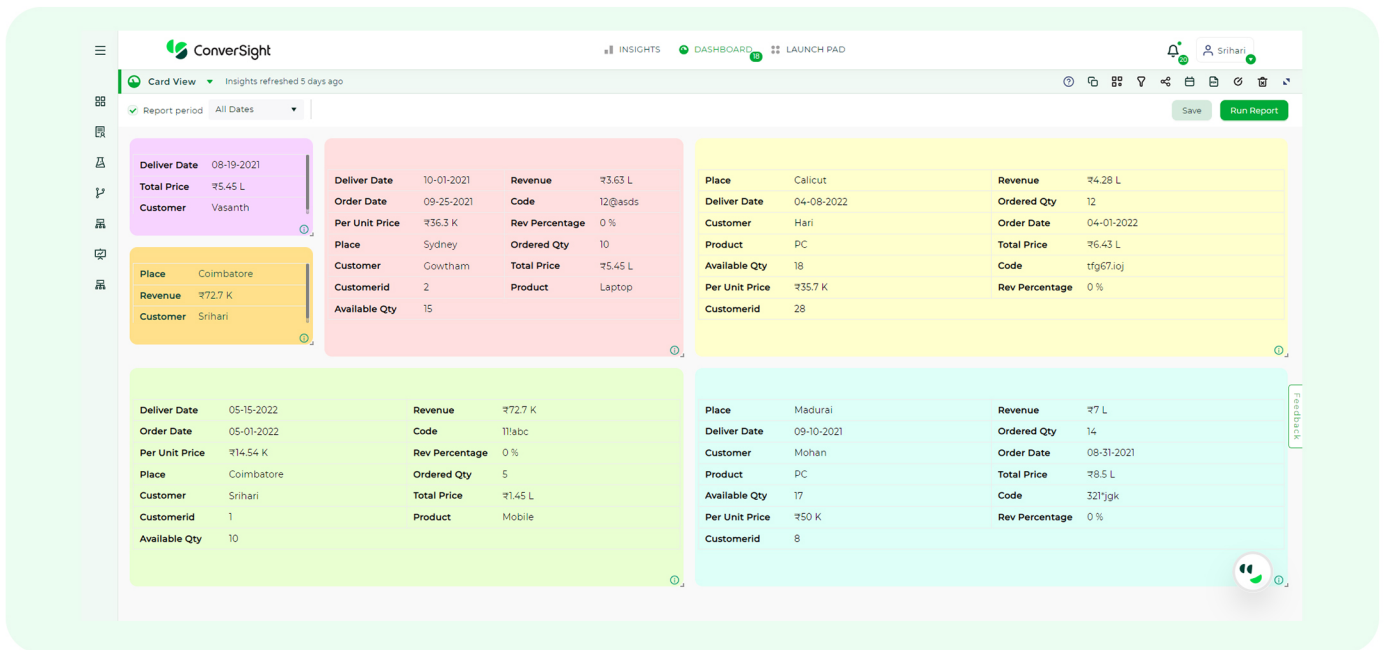 ConverSight
INSIGHTS
DASHBOARD
18
LAUNCH PAD
20
Srihari
Card View
Insights refreshed 5 days ago
Report period
All Dates
Save
Run Report
Deliver Date 08-19-2021
Total Price ₹5.45 L
Customer Vasanth
Place Coimbatore
Revenue ₹72.7 K
Customer Srihari
Deliver Date 10-01-2021 Revenue ₹3.63 L
Order Date 09-25-2021 Code 12@asds
Per Unit Price ₹36.3 K Rev Percentage 0 %
Place Sydney Ordered Qty 10
Customer Gowtham Total Price ₹5.45 L
Customerid 2 Product Laptop
Available Qty 15
Place Calicut Revenue ₹4.28 L
Deliver Date 04-08-2022 Ordered Qty 12
Customer Hari Order Date 04-01-2022
Product PC Total Price ₹6.43 L
Available Qty 18 Code tfg67.ioj
Per Unit Price ₹35.7 K Rev Percentage 0 %
Customerid 28
Deliver Date 05-15-2022 Revenue ₹72.7 K
Order Date 05-01-2022 Code 11!abc
Per Unit Price ₹14.54 K Rev Percentage 0 %
Place Coimbatore Ordered Qty 5
Customer Srihari Total Price ₹1.45 L
Customerid 1 Product Mobile
Available Qty 10
Place Madurai Revenue ₹7 L
Deliver Date 09-10-2021 Ordered Qty 14
Customer Mohan Order Date 08-31-2021
Product PC Total Price ₹8.5 L
Available Qty 17 Code 321*jgk
Per Unit Price ₹50 K Rev Percentage 0 %
Customerid 8
Feedback